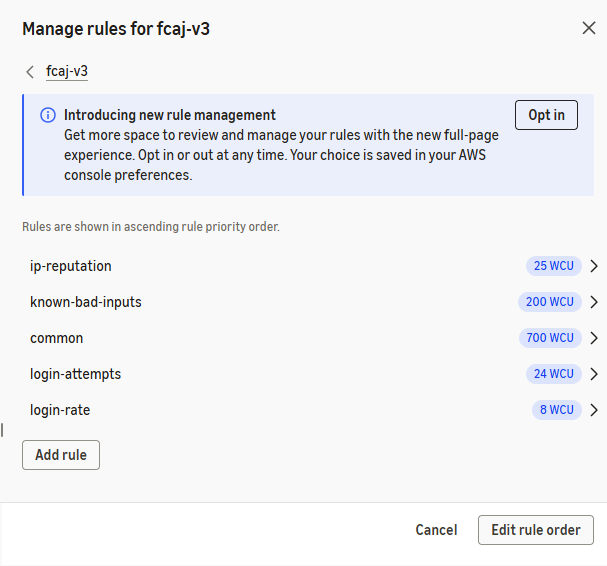 Manage rules for fcaj-v3
fcaj-v3
Introducing new rule management
Opt in
Get more space to review and manage your rules with the new full-page
experience. Opt in or out at any time. Your choice is saved in your AWS
console preferences.
Rules are shown in ascending rule priority order.
ip-reputation 25 WCU
known-bad-inputs 200 WCU
common 700 WCU
login-attempts 24 WCU
login-rate 8 WCU
Add rule
Cancel Edit rule order